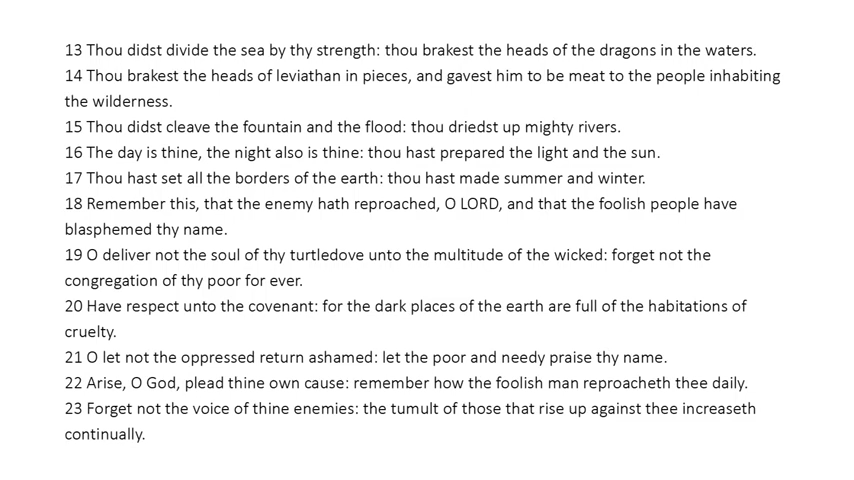 13 Thou didst divide the sea by thy strength: thou brakest the heads of the dragons in the waters.
14 Thou brakest the heads of leviathan in pieces, and gavest him to be meat to the people inhabiting
the wilderness.
15 Thou didst cleave the fountain and the flood: thou driedst up mighty rivers.
16 The day is thine, the night also is thine: thou hast prepared the light and the sun.
17 Thou hast set all the borders of the earth: thou hast made summer and winter.
18 Remember this, that the enemy hath reproached, O LORD, and that the foolish people have
blasphemed thy name.
19 O deliver not the soul of thy turtledove unto the multitude of the wicked: forget not the
congregation of thy poor for ever.
20 Have respect unto the covenant: for the dark places of the earth are full of the habitations of
cruelty.
21 O let not the oppressed return ashamed: let the poor and needy praise thy name.
22 Arise, O God, plead thine own cause: remember how the foolish man reproacheth thee daily.
23 Forget not the voice of thine enemies: the tumult of those that rise up against thee increaseth
continually.